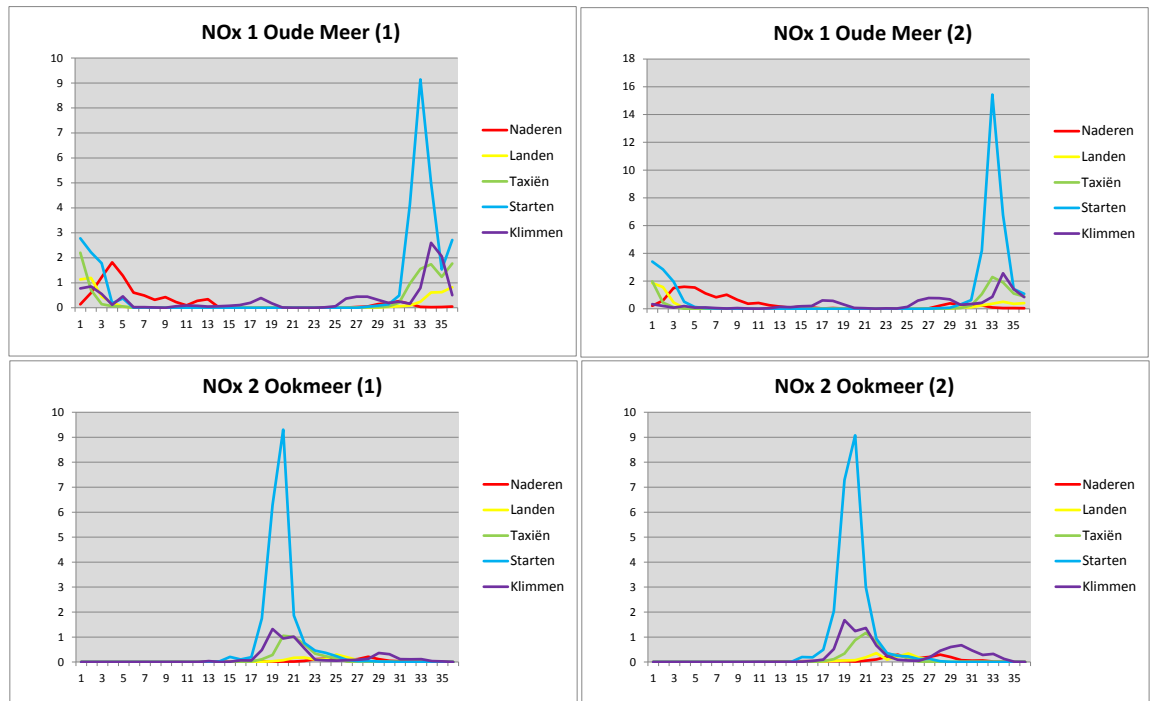 NOx 1 Oude Meer (1)
10
9
8
7
6
5
4
3
2
1
0
1 3 5 7 9 11 13 15 17 19 21 23 25 27 29 31 33 35
Naderen
Landen
Taxiën
Starten
Klimmen
NOx 1 Oude Meer (2)
18
16
14
12
10
8
6
4
2
0
1 3 5 7 9 11 13 15 17 19 21 23 25 27 29 31 33 35
Naderen
Landen
Taxiën
Starten
Klimmen
NOx 2 Ookmeer (1)
10
9
8
7
6
5
4
3
2
1
0
1 3 5 7 9 11 13 15 17 19 21 23 25 27 29 31 33 35
Naderen
Landen
Taxiën
Starten
Klimmen
NOx 2 Ookmeer (2)
10
9
8
7
6
5
4
3
2
1
0
1 3 5 7 9 11 13 15 17 19 21 23 25 27 29 31 33 35
Naderen
Landen
Taxiën
Starten
Klimmen